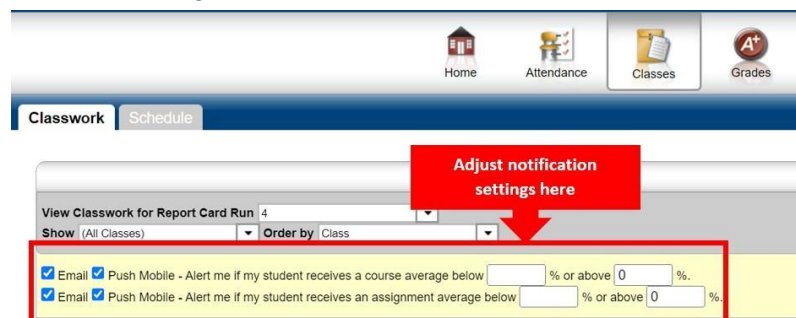 Home Attendance Classes A+ Grades
Classwork Schedule
Adjust notification
settings here
View Classwork for Report Card Run 4
Show (All Classes) Order by Class
Email Push Mobile - Alert me if my student receives a course average below % or above 0 %.
Email Push Mobile - Alert me if my student receives an assignment average below % or above 0 %.